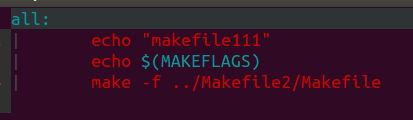 all:
|       echo "makefile111"
|       echo $(MAKEFLAGS)
|       make -f ../Makefile2/Makefile